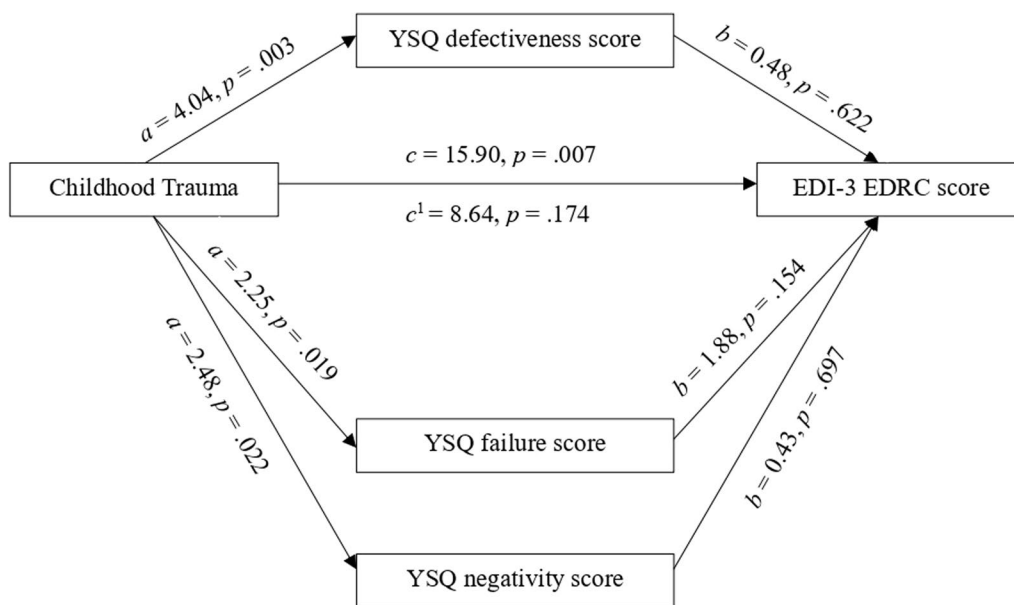 YSQ defectiveness score
a = 4.04, p = .003
b = 0.48, p = .622
c = 15.90, p = .007
Childhood Trauma
EDI-3 EDRC score
c¹ = 8.64, p = .174
a = 2.25, p = .019
b = 1.88, p = .154
a = 2.48, p = .022
b = 0.43, p = .697
YSQ failure score
YSQ negativity score